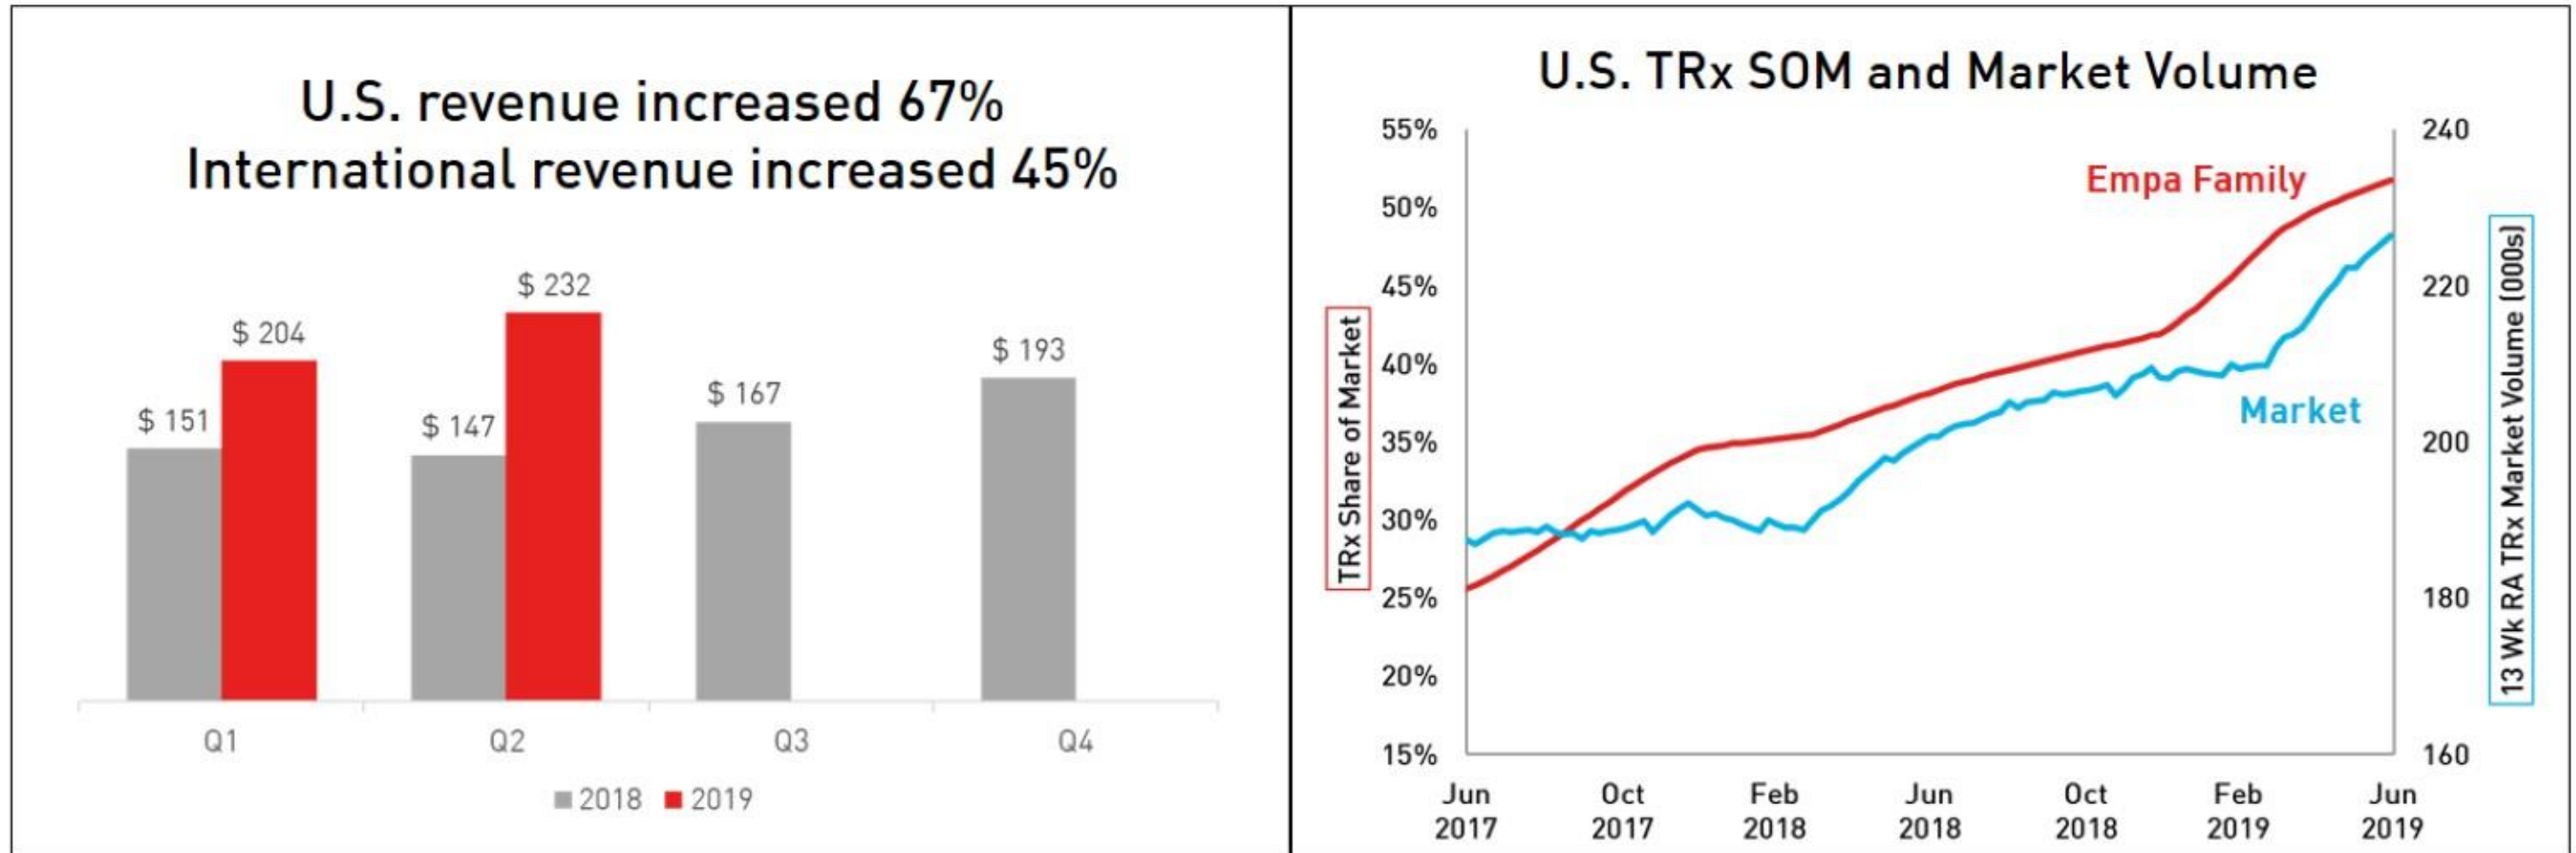 U.S. revenue increased 67%
International revenue increased 45%
$ 151
$ 204
$ 147
$ 232
$ 167
$ 193
Q1
Q2
Q3
Q4
2018
2019
U.S. TRx SOM and Market Volume
TRx Share of Market
55%
50%
45%
40%
35%
30%
25%
20%
15%
Empa Family
Market
240
220
200
180
160
13 Wk RA TRx Market Volume (000s)
Jun
2017
Oct
2017
Feb
2018
Jun
2018
Oct
2018
Feb
2019
Jun
2019